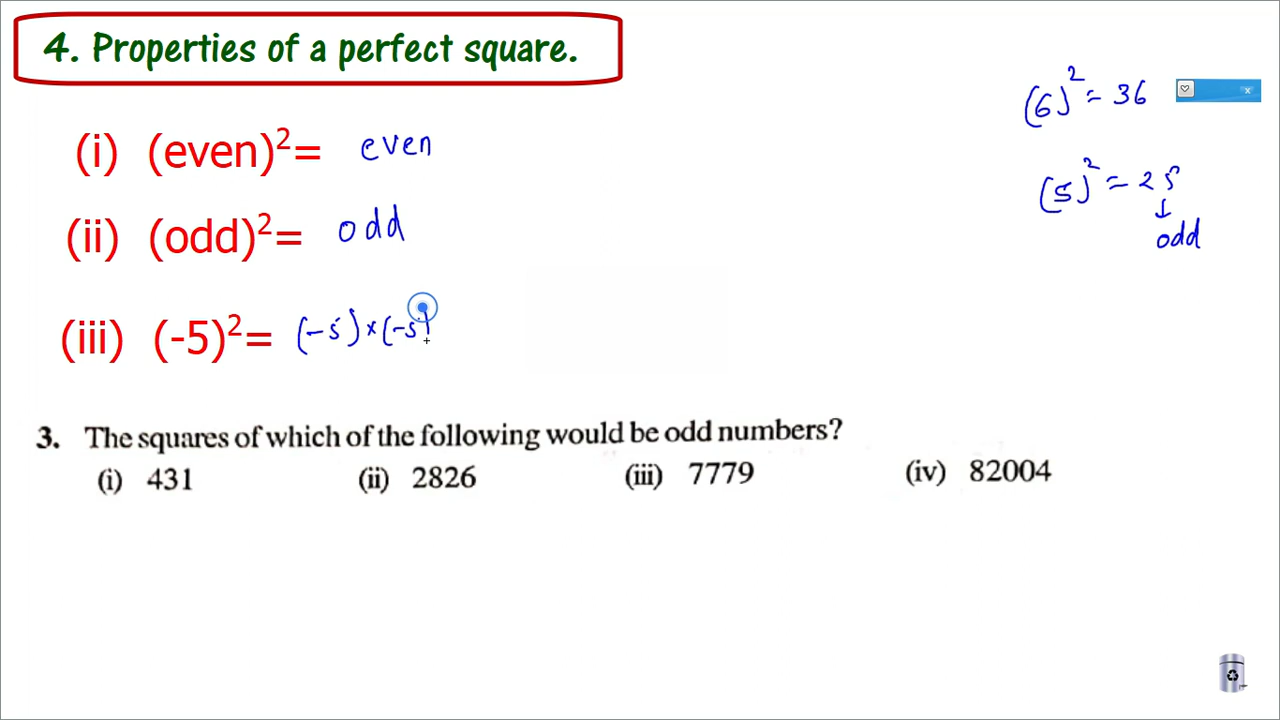 4. Properties of a perfect square.
(6)² = 36
(i) (even)²= even
(5)² = 25
↓
odd
(ii) (odd)²= odd
(iii) (-5)²= (-5)×(-5)
3. The squares of which of the following would be odd numbers?
(i) 431 (ii) 2826 (iii) 7779 (iv) 82004